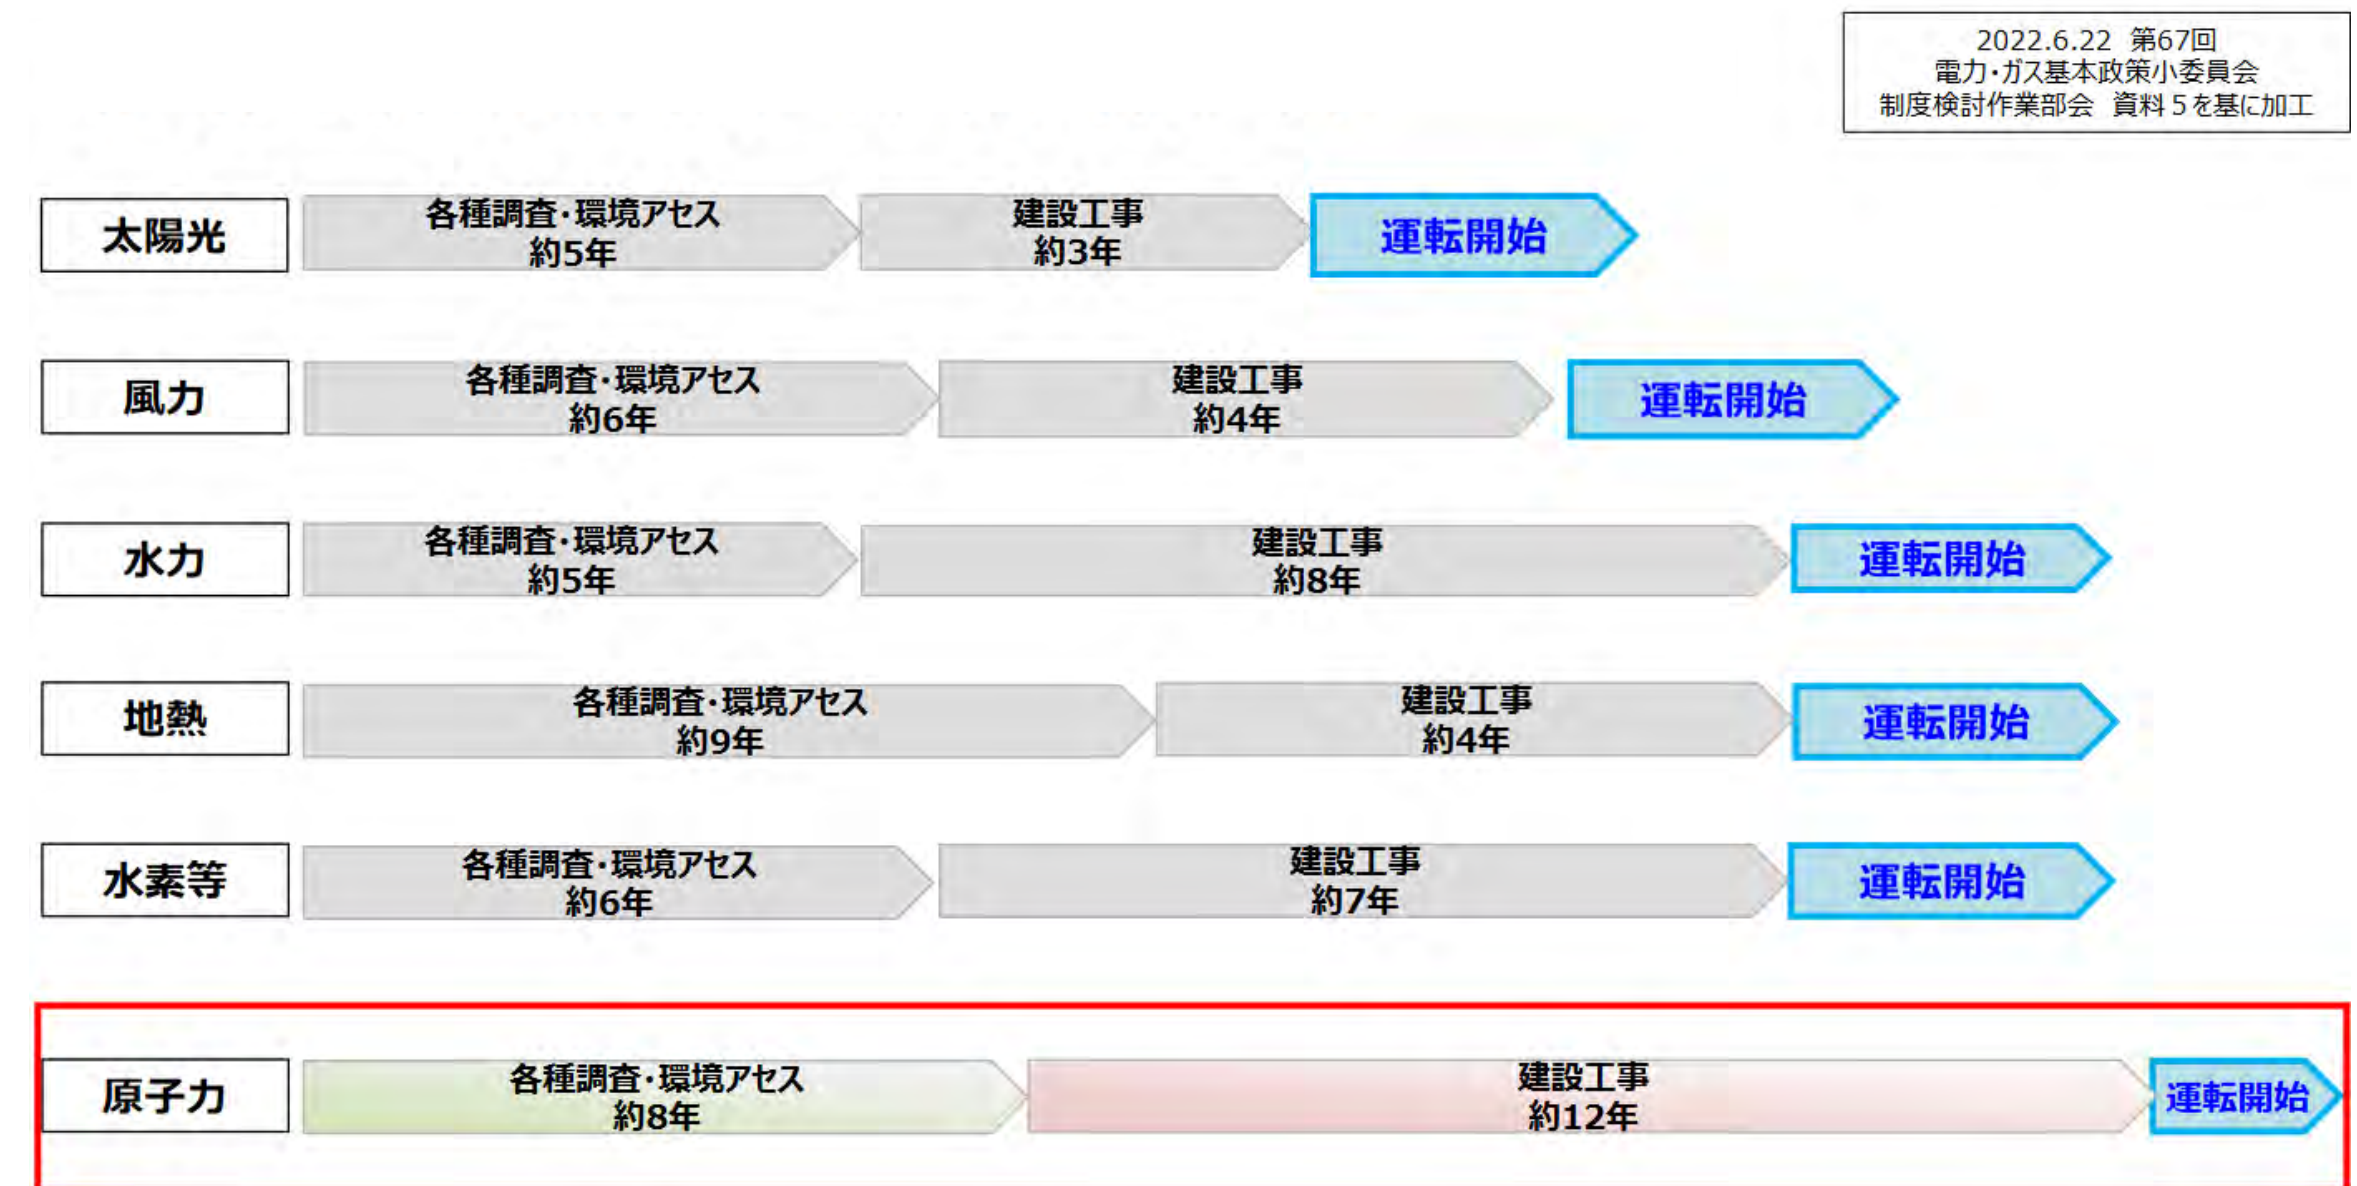 2022.6.22 第67回
電力・ガス基本政策小委員会
制度検討作業部会 資料5を基に加工
太陽光
各種調査・環境アセス
約5年
建設工事
約3年
運転開始
風力
各種調査・環境アセス
約6年
建設工事
約4年
運転開始
水力
各種調査・環境アセス
約5年
建設工事
約8年
運転開始
地熱
各種調査・環境アセス
約9年
建設工事
約4年
運転開始
水素等
各種調査・環境アセス
約6年
建設工事
約7年
運転開始
原子力
各種調査・環境アセス
約8年
建設工事
約12年
運転開始